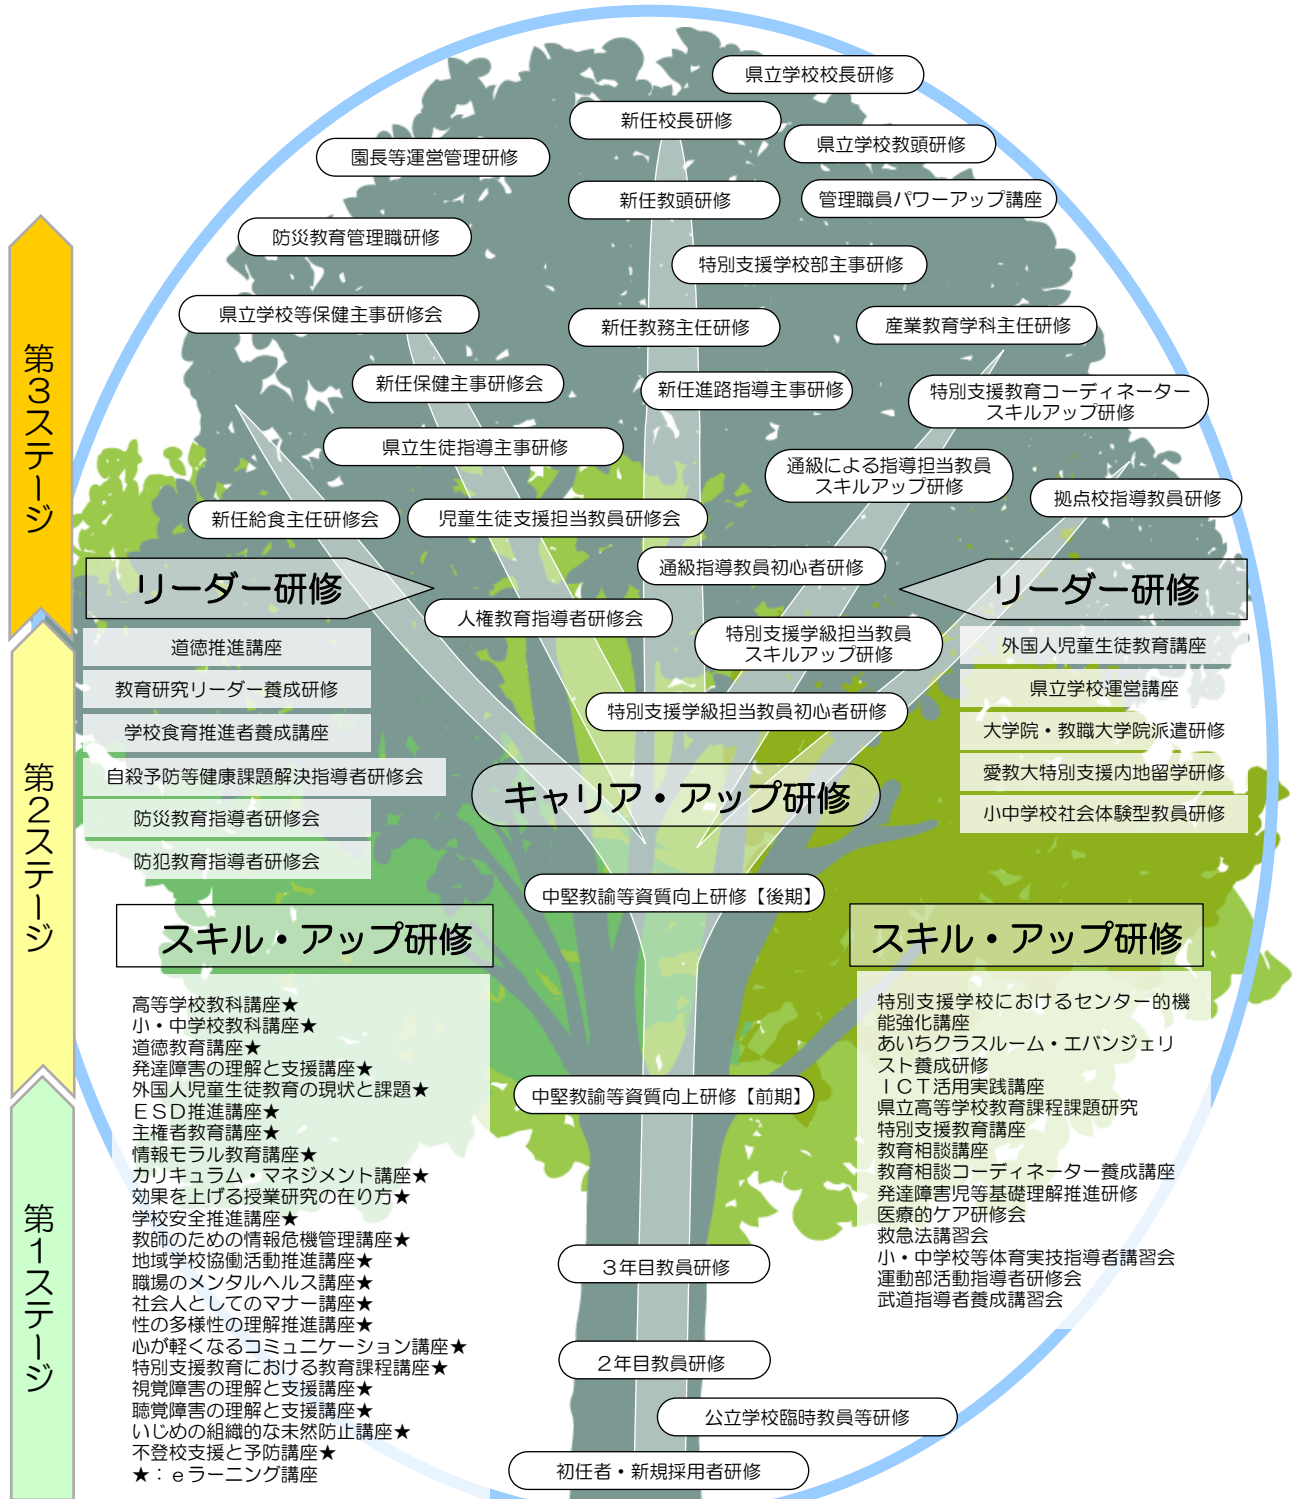 県立学校校長研修
新任校長研修
県立学校教頭研修
園長等運営管理研修
新任教頭研修
管理職員パワーアップ講座
防災教育管理職研修
特別支援学校部主事研修
県立学校等保健主事研修会
新任教務主任研修
産業教育学科主任研修
新任保健主事研修会
新任進路指導主事研修
特別支援教育コーディネーター
スキルアップ研修
県立生徒指導主事研修
通級による指導担当教員
スキルアップ研修
拠点校指導教員研修
新任給食主任研修会
児童生徒支援担当教員研修会
通級指導教員初心者研修
人権教育指導者研修会
特別支援学級担当教員
スキルアップ研修
特別支援学級担当教員初心者研修
第3ステージ
第2ステージ
第1ステージ
リーダー研修
道徳推進講座
教育研究リーダー養成研修
学校食育推進者養成講座
自殺予防等健康課題解決指導者研修会
防災教育指導者研修会
防犯教育指導者研修会
リーダー研修
外国人児童生徒教育講座
県立学校運営講座
大学院・教職大学院派遣研修
愛教大特別支援内地留学研修
小中学校社会体験型教員研修
キャリア・アップ研修
中堅教諭等資質向上研修【後期】
中堅教諭等資質向上研修【前期】
3年目教員研修
2年目教員研修
公立学校臨時教員等研修
初任者・新規採用者研修
スキル・アップ研修
高等学校教科講座★
小・中学校教科講座★
道徳教育講座★
発達障害の理解と支援講座★
外国人児童生徒教育の現状と課題★
ESD推進講座★
主権者教育講座★
情報モラル教育講座★
カリキュラム・マネジメント講座★
効果を上げる授業研究の在り方★
学校安全推進講座★
教師のための情報危機管理講座★
地域学校協働活動推進講座★
職場のメンタルヘルス講座★
社会人としてのマナー講座★
性の多様性の理解推進講座★
心が軽くなるコミュニケーション講座★
特別支援教育における教育課程講座★
視覚障害の理解と支援講座★
聴覚障害の理解と支援講座★
いじめの組織的な未然防止講座★
不登校支援と予防講座★
★：eラーニング講座
スキル・アップ研修
特別支援学校におけるセンター的機
能強化講座
あいちクラスルーム・エバンジェリ
スト養成研修
ICT活用実践講座
県立高等学校教育課程課題研究
特別支援教育講座
教育相談講座
教育相談コーディネーター養成講座
発達障害児等基礎理解推進研修
医療的ケア研修会
救急法講習会
小・中学校等体育実技指導者講習会
運動部活動指導者研修会
武道指導者養成講習会